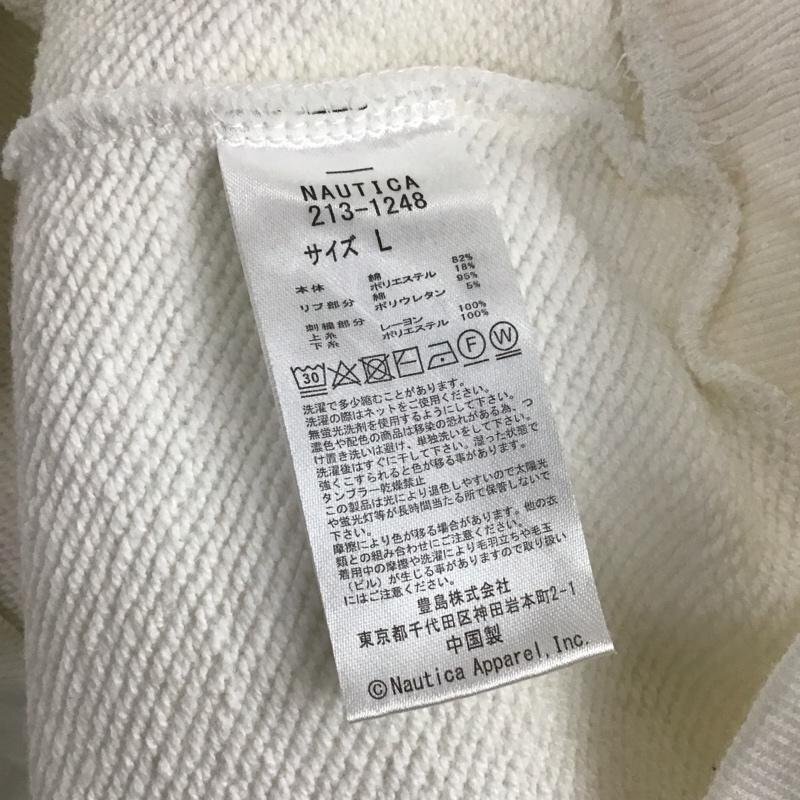 NAUTICA
213-1248
サイズ L
本体 綿 82%
ポリエステル 18%
リブ部分 綿 95%
ポリウレタン 5%
刺繍部分
上糸 レーヨン 100%
下糸 ポリエステル 100%
30 F W
洗濯で多少縮むことがあります。
洗濯の際はネットをご使用ください。
無蛍光洗剤を使用するようにして下さい。
濃色や配色の商品は移染の恐れがある為、つ
け置き洗いは避け、単独洗いをして下さい。
洗濯後はすぐに干して下さい。湿った状態で
強くこすられると色が移る事があります。
タンブラー乾燥禁止
この製品は光により退色しやすいので太陽光
や蛍光灯等が長時間当たる所で保管しないで
下さい。
摩擦により色が移る場合があります。他の衣
類との組み合わせにご注意ください。
着用中の摩擦や洗濯により毛羽立ちや毛玉
(ピル)が生じる事がありますので取り扱い
にはご注意ください。
豊島株式会社
東京都千代田区神田岩本町2-1
中国製
©Nautica Apparel,Inc.